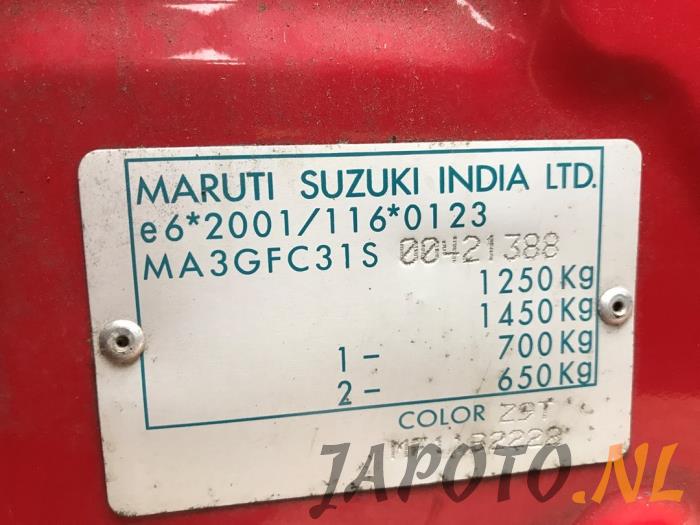 MARUTI SUZUKI INDIA LTD.
e6*2001/116*0123
MA3GFC31S 00421388
1250Kg
1450Kg
1- 700Kg
2- 650Kg
COLOR Z9T
JAPOTO.NL